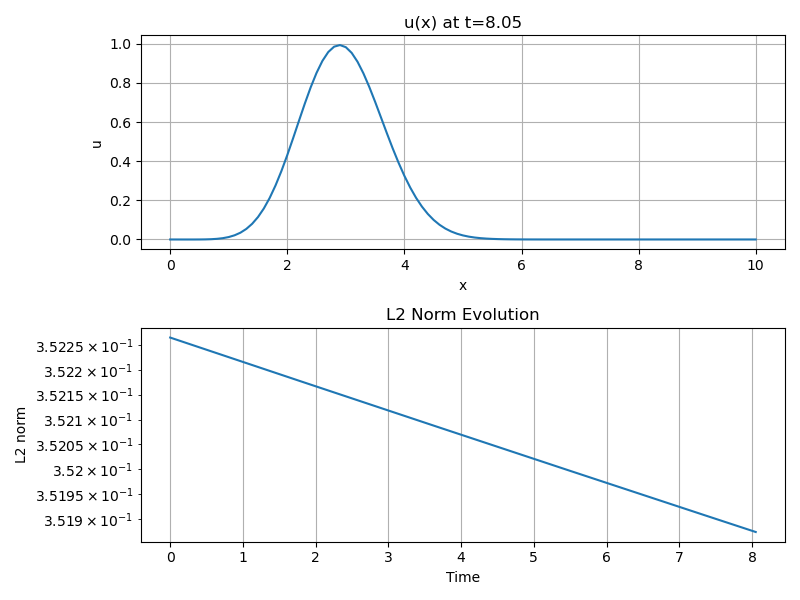 u(x) at t=8.05
1.0
0.8
0.6
0.4
0.2
0.0
u
0 2 4 6 8 10
x
L2 Norm Evolution
3.5225 × 10⁻¹
3.522 × 10⁻¹
3.5215 × 10⁻¹
3.521 × 10⁻¹
3.5205 × 10⁻¹
3.52 × 10⁻¹
3.5195 × 10⁻¹
3.519 × 10⁻¹
L2 norm
0 1 2 3 4 5 6 7 8
Time